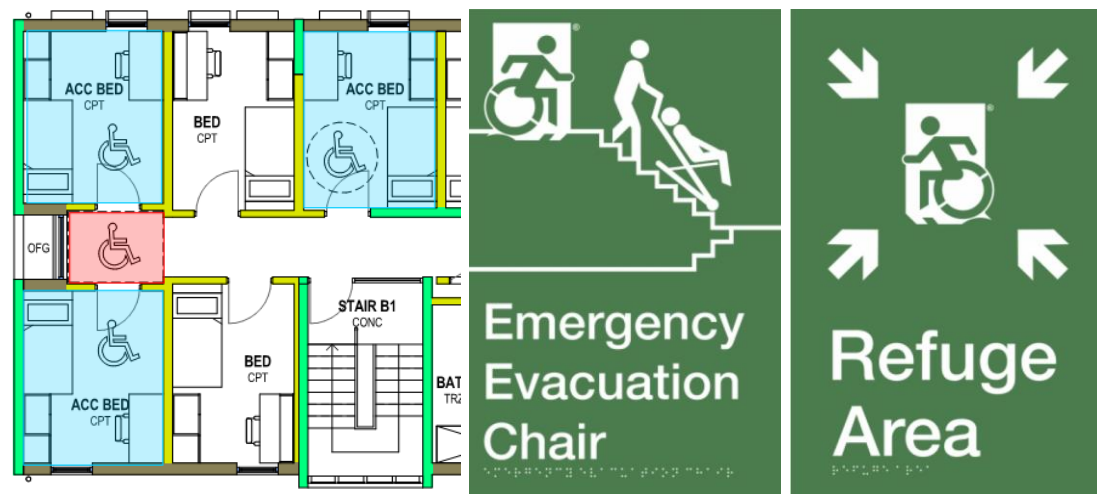 ACC BED
CPT
BED
CPT
ACC BED
CPT
OFG
STAIR B1
CONC
ACC BED
CPT
BED
CPT
BAT
TRZ
®
Emergency
Evacuation
Chair
⠑⠍⠑⠗⠛⠑⠝⠉⠽ ⠑⠧⠁⠉⠥⠁⠞⠊⠕⠝ ⠉⠓⠁⠊⠗
®
Refuge
Area
⠗⠑⠋⠥⠛⠑ ⠁⠗⠑⠁